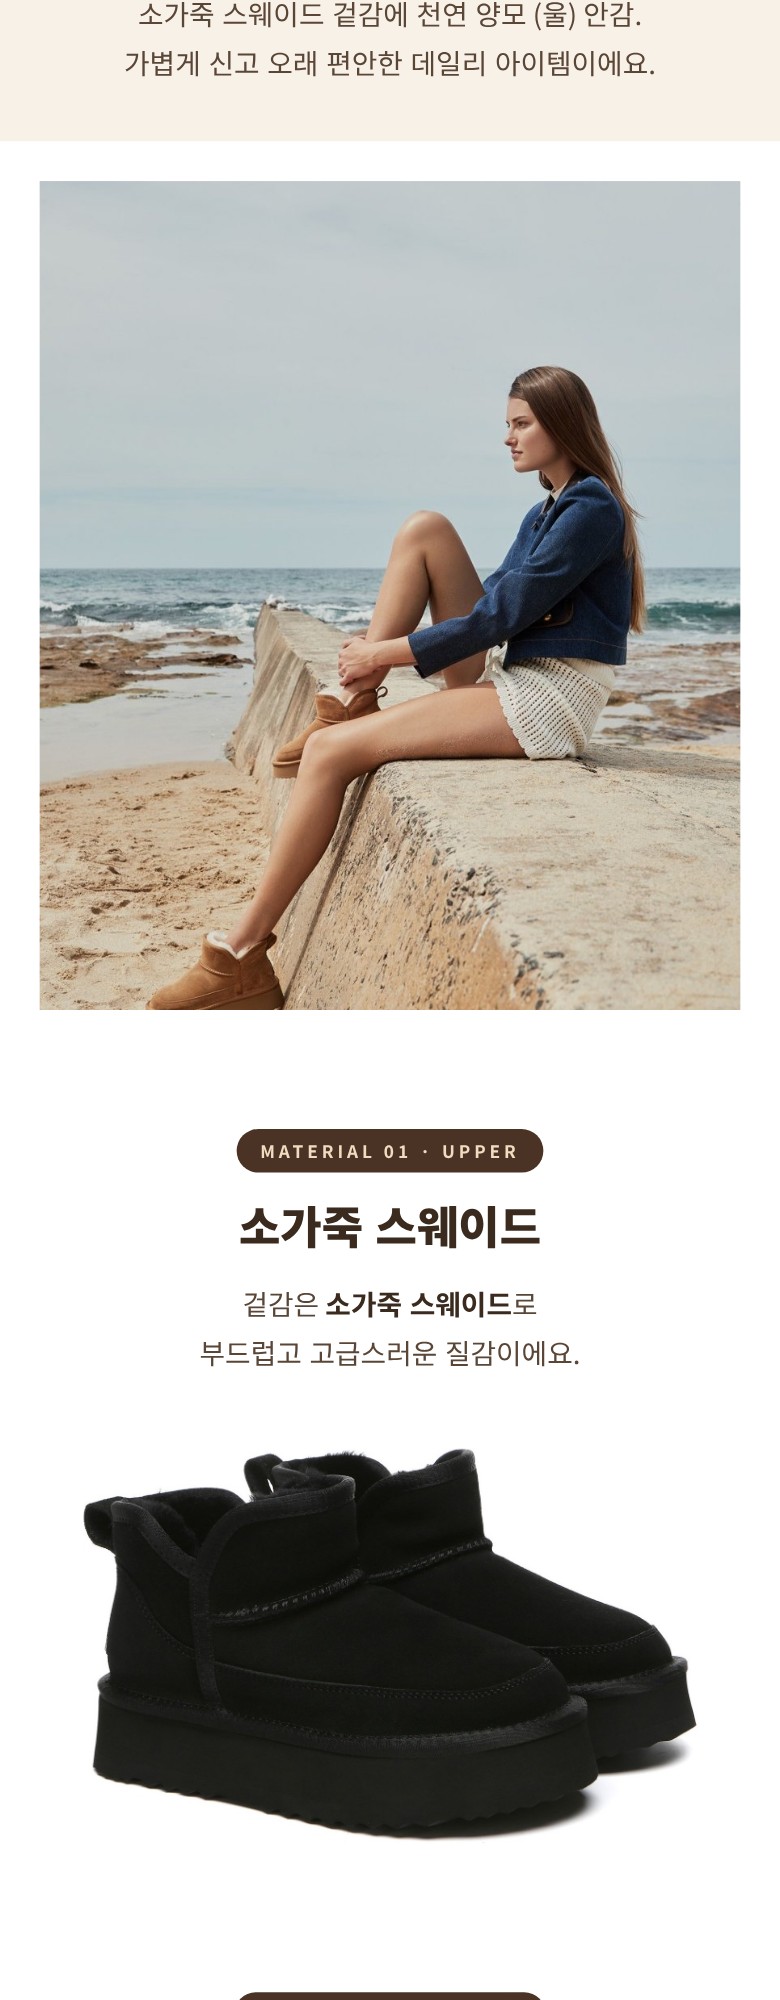 소가죽 스웨이드 겉감에 천연 양모 (울) 안감.
가볍게 신고 오래 편안한 데일리 아이템이에요.
MATERIAL 01 · UPPER
소가죽 스웨이드
겉감은 소가죽 스웨이드로
부드럽고 고급스러운 질감이에요.